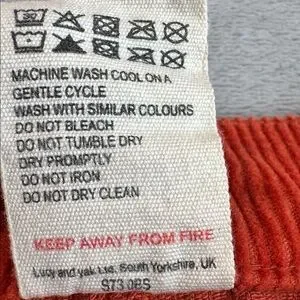 30
MACHINE WASH COOL ON A
GENTLE CYCLE
WASH WITH SIMILAR COLOURS
DO NOT BLEACH
DO NOT TUMBLE DRY
DRY PROMPTLY
DO NOT IRON
DO NOT DRY CLEAN
KEEP AWAY FROM FIRE
Lucy and yak Ltd, South Yorkshire, UK
S73 0BS